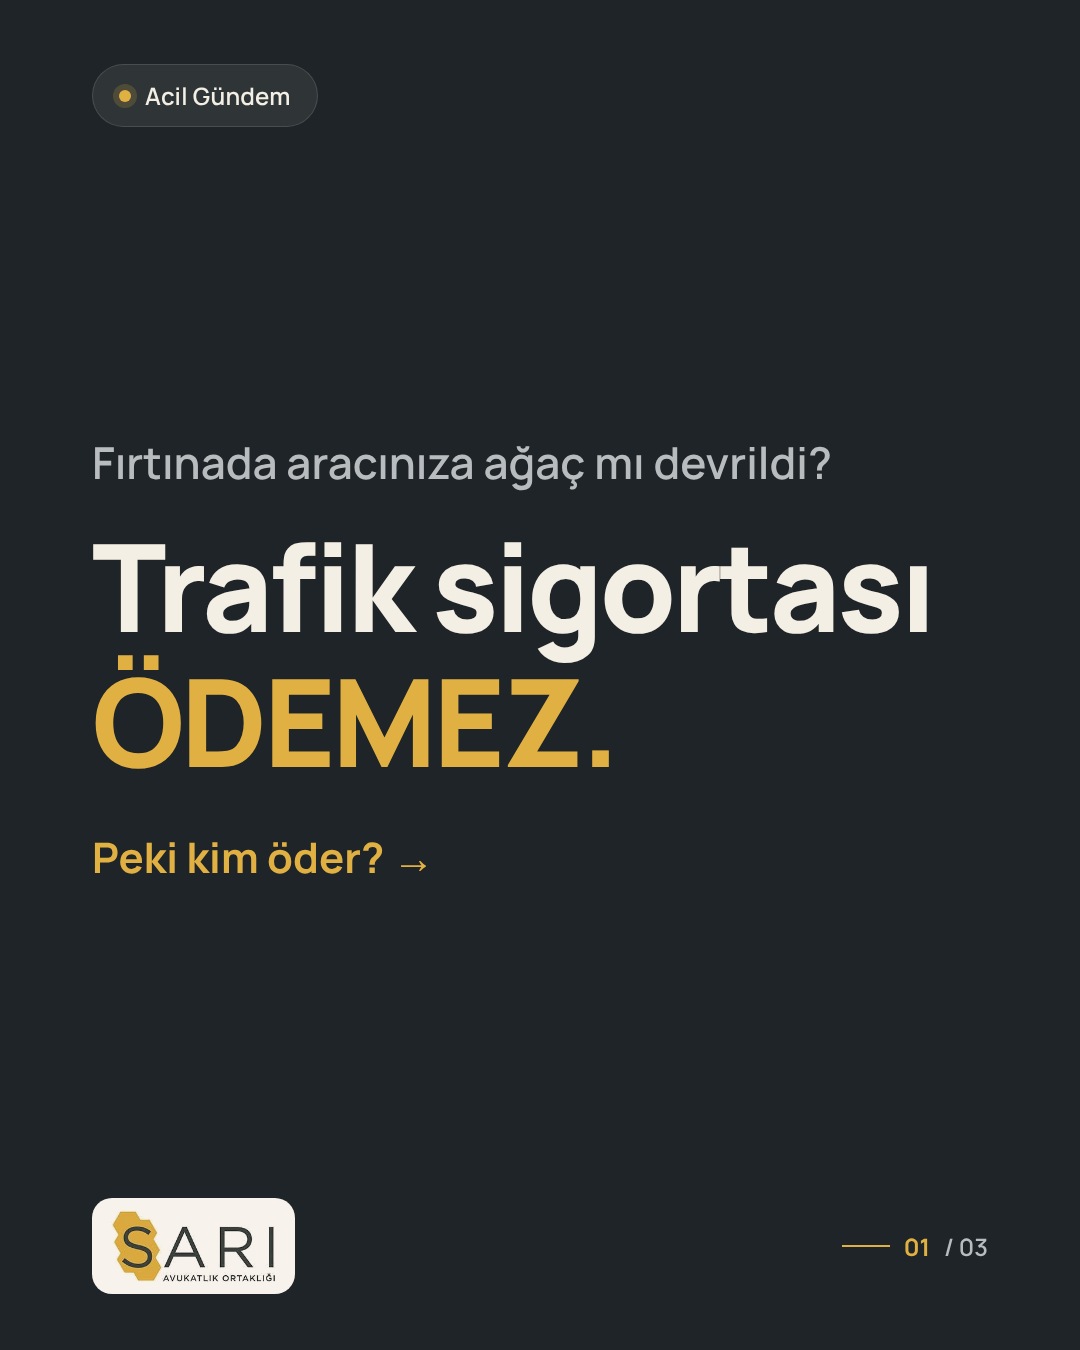 Acil Gündem
Fırtınada aracınıza ağaç mı devrildi?
Trafik sigortası
ÖDEMEZ.
Peki kim öder? →
SARI
AVUKATLIK ORTAKLIĞI
01 / 03